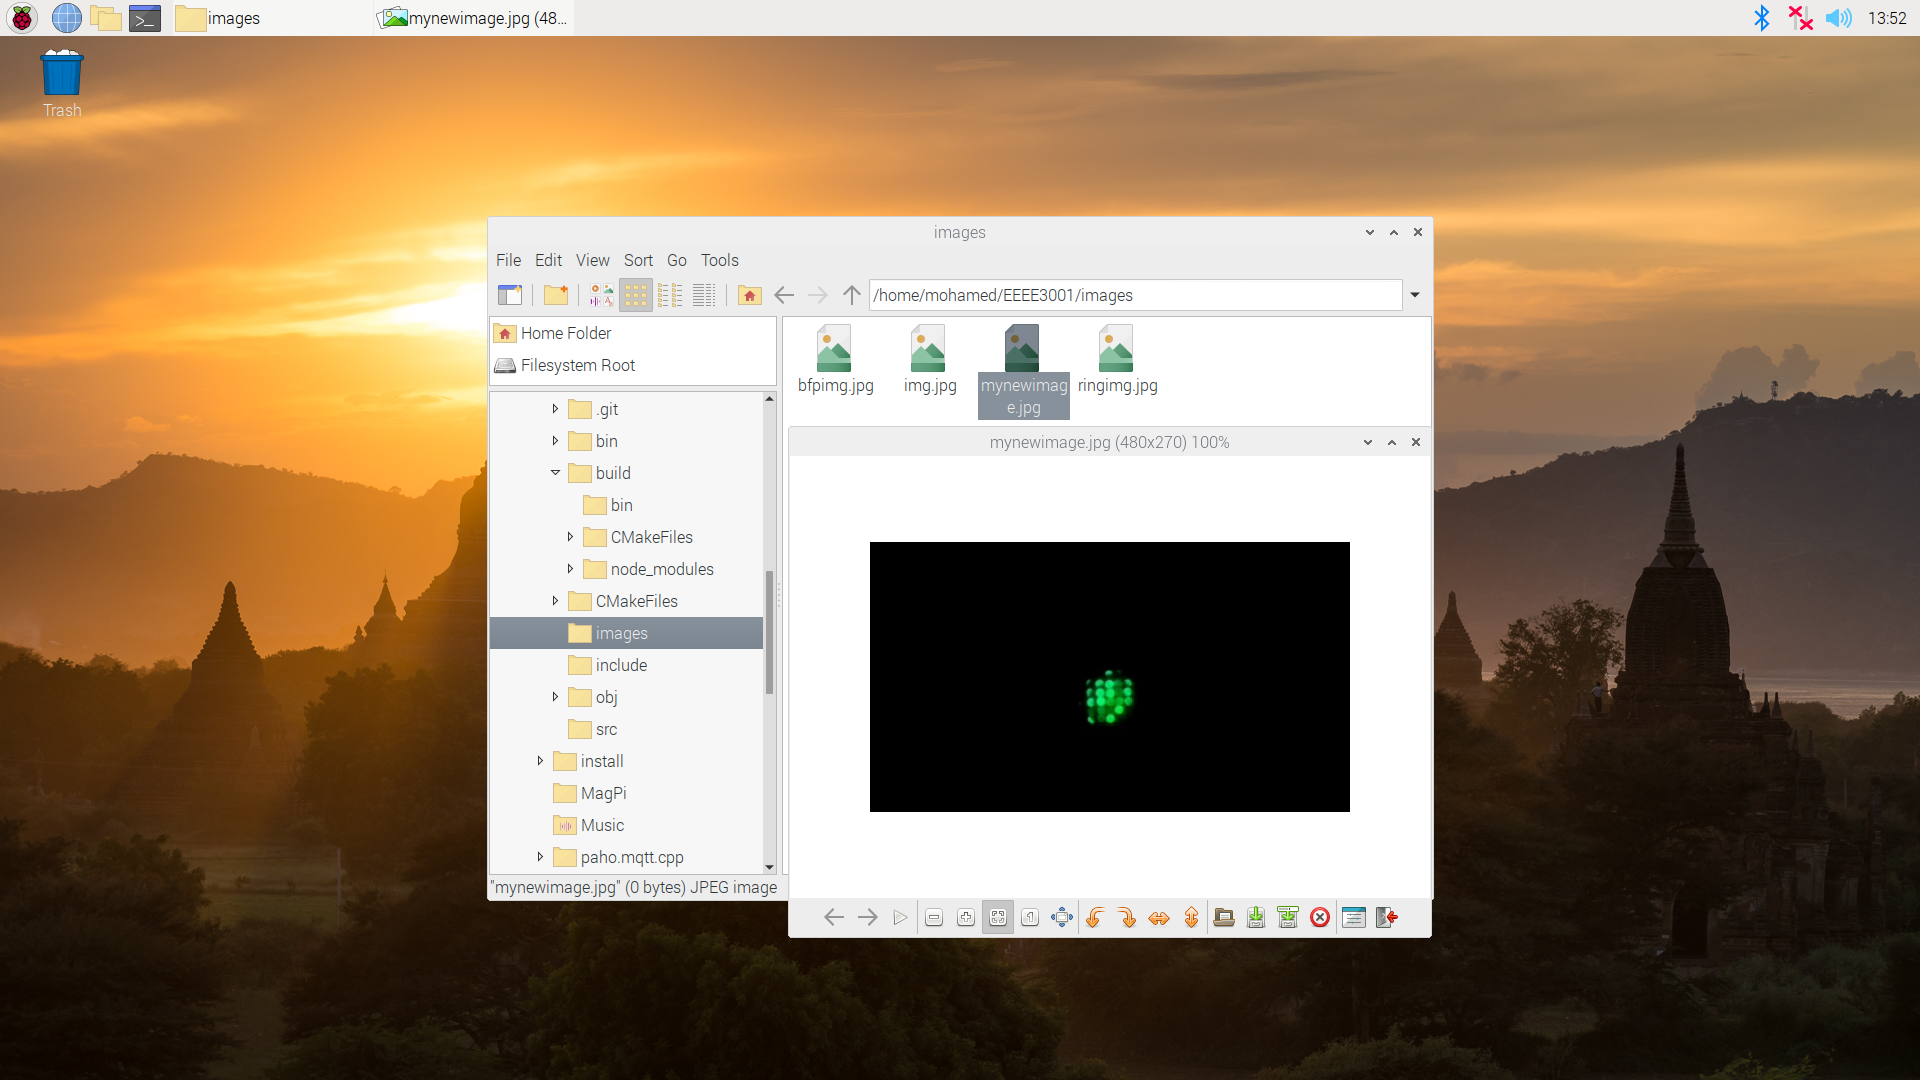 images
mynewimage.jpg (48...
13:52
Trash
images
File Edit View Sort Go Tools
/home/mohamed/EEEE3001/images
Home Folder
Filesystem Root
.git
bin
build
bin
CMakeFiles
node_modules
CMakeFiles
images
include
obj
src
install
MagPi
Music
paho.mqtt.cpp
bfpimg.jpg
img.jpg
mynewimag
e.jpg
ringimg.jpg
"mynewimage.jpg" (0 bytes) JPEG image
mynewimage.jpg (480x270) 100%